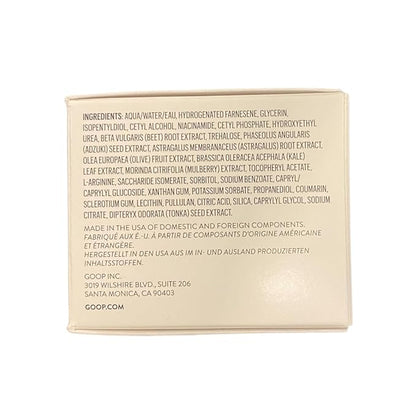 INGREDIENTS: AQUA/WATER/EAU, HYDROGENATED FARNESENE, GLYCERIN,
ISOPENTYLDIOL, CETYL ALCOHOL, NIACINAMIDE, CETYL PHOSPHATE, HYDROXYETHYL
UREA, BETA VULGARIS (BEET) ROOT EXTRACT, TREHALOSE, PHASEOLUS ANGULARIS
(ADZUKI) SEED EXTRACT, ASTRAGALUS MEMBRANACEUS (ASTRAGALUS) ROOT EXTRACT,
OLEA EUROPAEA (OLIVE) FRUIT EXTRACT, BRASSICA OLERACEA ACEPHALA (KALE)
LEAF EXTRACT, MORINDA CITRIFOLIA (MULBERRY) EXTRACT, TOCOPHERYL ACETATE,
L-ARGININE, SACCHARIDE ISOMERATE, SORBITOL, SODIUM BENZOATE, CAPRYL/
CAPRYLYL GLUCOSIDE, XANTHAN GUM, POTASSIUM SORBATE, PROPANEDIOL, COUMARIN,
SCLEROTIUM GUM, LECITHIN, PULLULAN, CITRIC ACID, SILICA, CAPRYLYL GLYCOL, SODIUM
CITRATE, DIPTERYX ODORATA (TONKA) SEED EXTRACT.
MADE IN THE USA OF DOMESTIC AND FOREIGN COMPONENTS.
FABRIQUÉ AUX É.-U. À PARTIR DE COMPOSANTS D'ORIGINE AMÉRICAINE
ET ÉTRANGÈRE.
HERGESTELLT IN DEN USA AUS IM IN- UND AUSLAND PRODUZIERTEN
INHALTSSTOFFEN.
GOOP INC.
3019 WILSHIRE BLVD., SUITE 206
SANTA MONICA, CA 90403
GOOP.COM